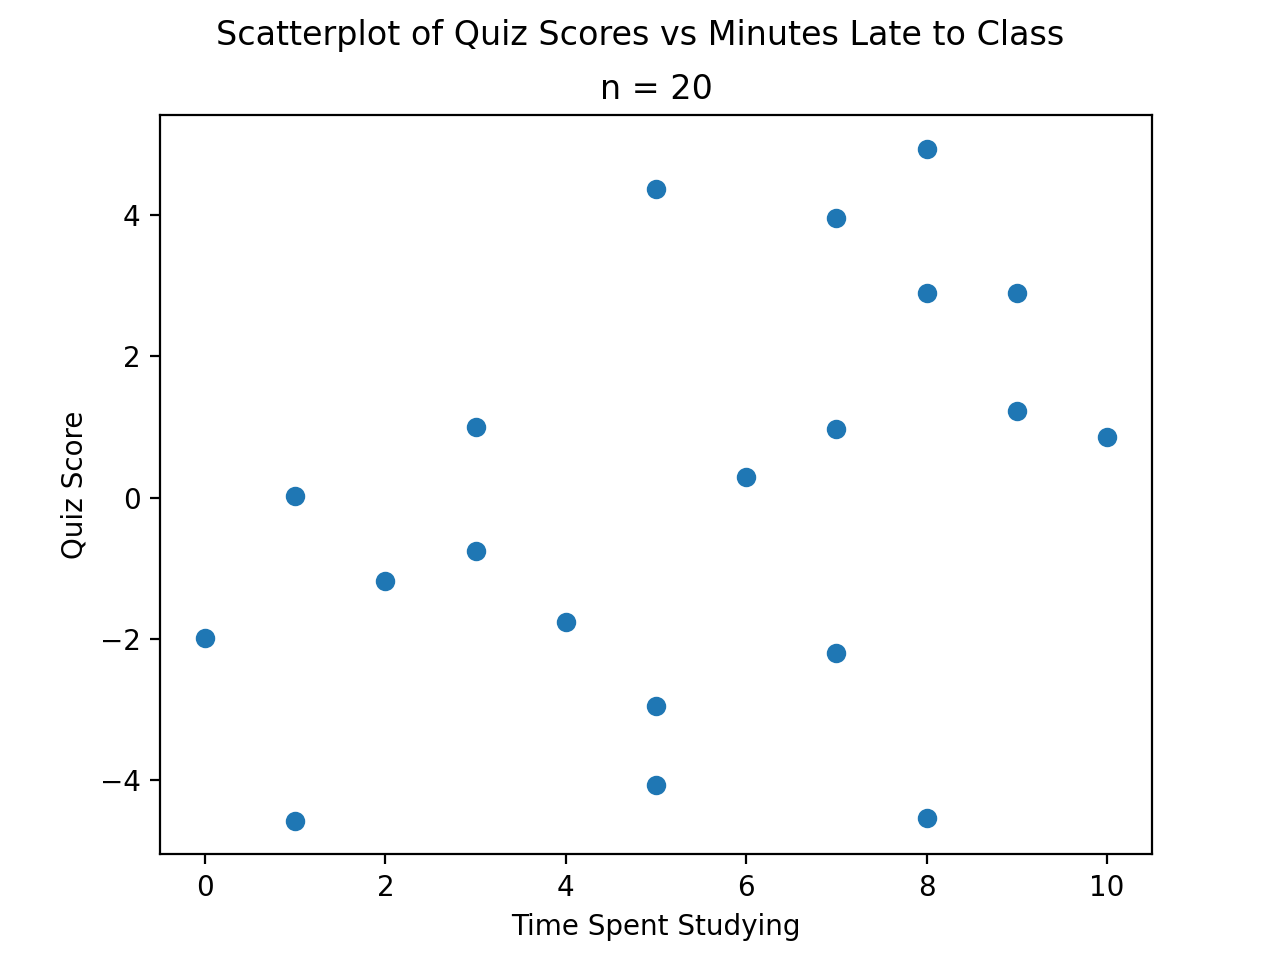 Scatterplot of Quiz Scores vs Minutes Late to Class
n = 20
4
2
0
−2
−4
Quiz Score
0 2 4 6 8 10
Time Spent Studying